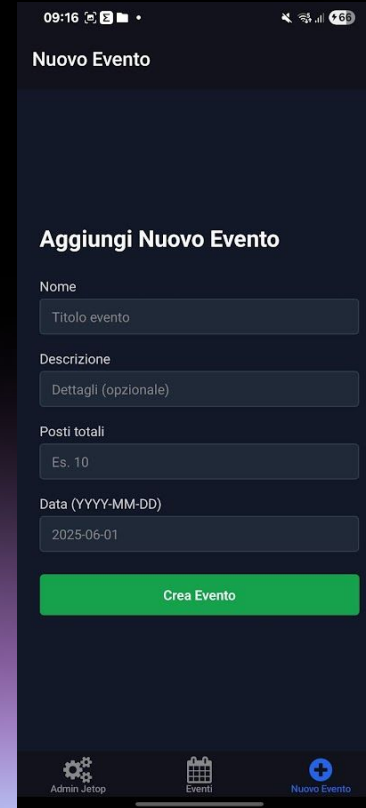 09:16 Σ
66
Nuovo Evento
Aggiungi Nuovo Evento
Nome
Titolo evento
Descrizione
Dettagli (opzionale)
Posti totali
Es. 10
Data (YYYY-MM-DD)
2025-06-01
Crea Evento
Admin Jetop
Eventi
Nuovo Evento